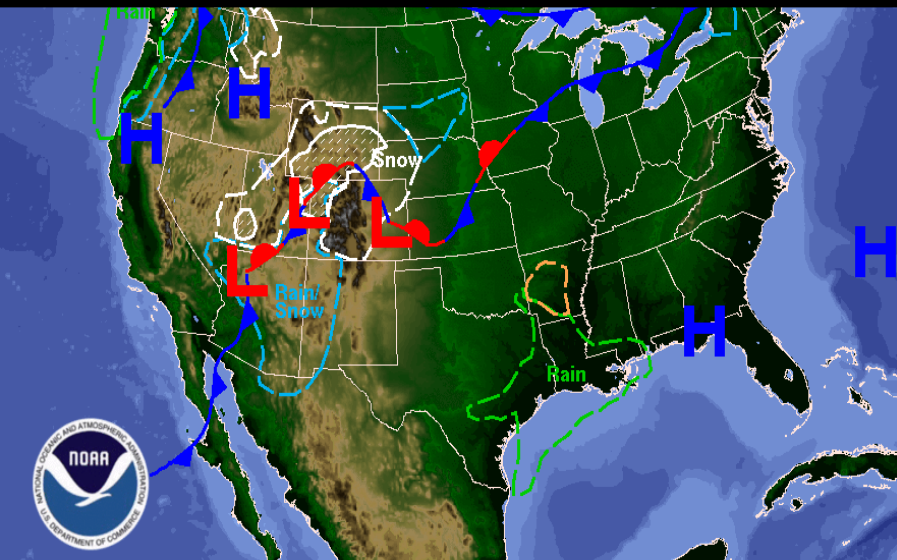 Rain
H
H
Snow
L
L
H
L
Rain/
Snow
H
Rain
NATIONAL OCEANIC AND ATMOSPHERIC ADMINISTRATION
NOAA
U.S. DEPARTMENT OF COMMERCE